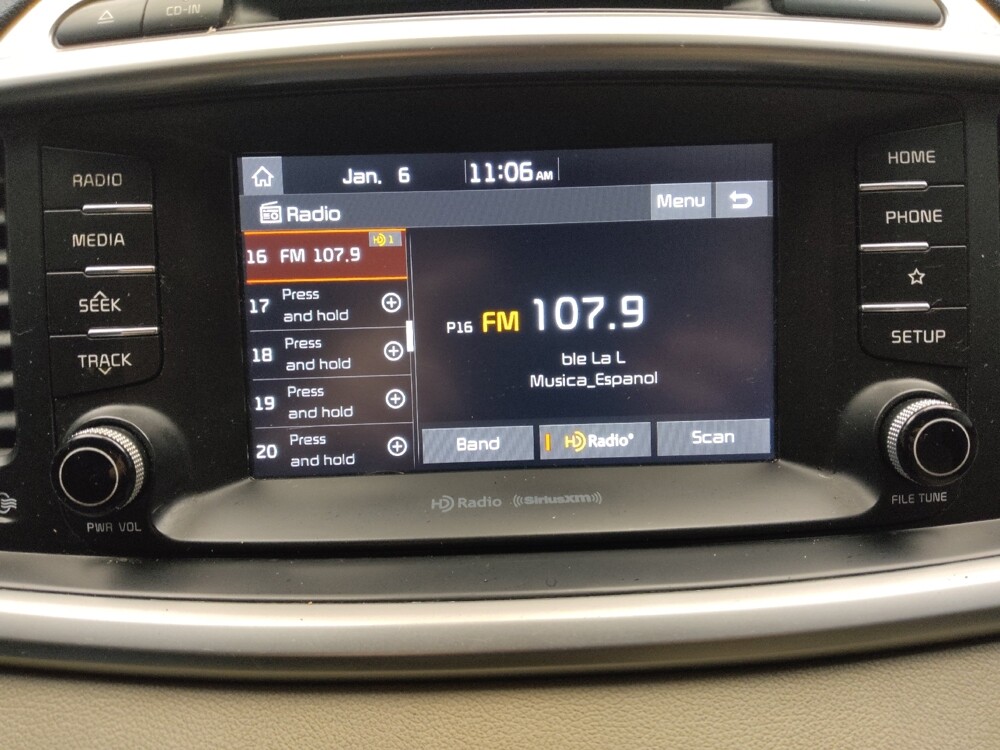 CD-IN
RADIO
MEDIA
SEEK
TRACK
PWR VOL
Jan. 6 11:06 AM
Radio
Menu
16 FM 107.9 HD 1
17 Press
and hold
18 Press
and hold
19 Press
and hold
20 Press
and hold
P16 FM 107.9
ble La L
Musica_Espanol
Band
HD Radio®
Scan
HD Radio
((SiriusXM))
HOME
PHONE
SETUP
FILE TUNE